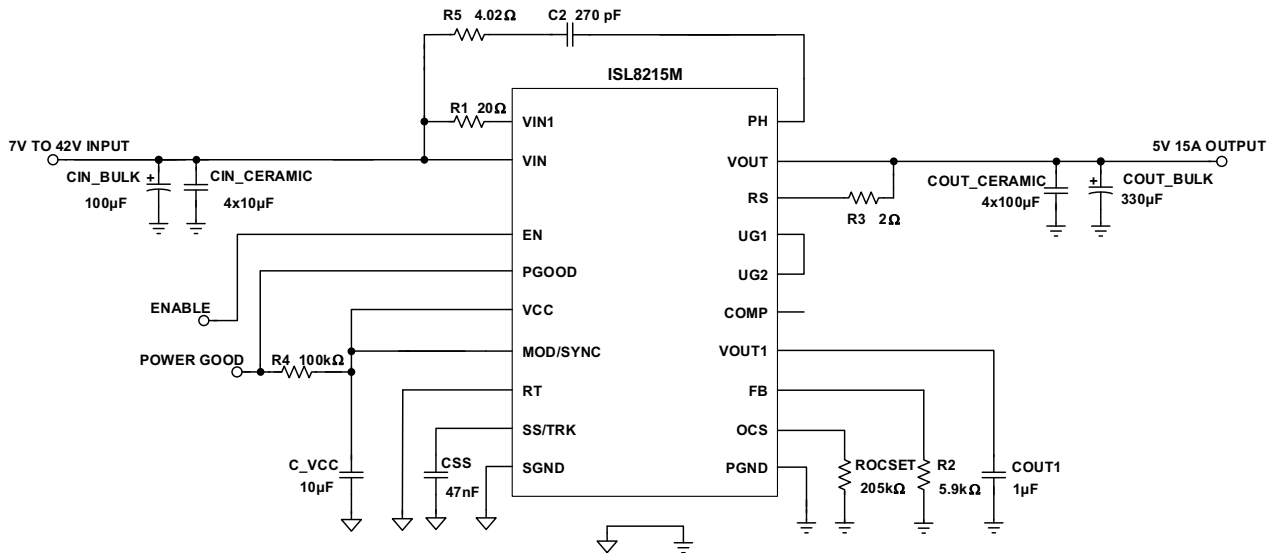 R5 4.02Ω
C2 270 pF
ISL8215M
R1 20Ω
VIN1
PH
7V TO 42V INPUT
VIN
VOUT
5V 15A OUTPUT
CIN_BULK
100µF
+
CIN_CERAMIC
4x10µF
RS
R3 2Ω
COUT_CERAMIC
4x100µF
+
COUT_BULK
330µF
EN
UG1
PGOOD
UG2
ENABLE
VCC
COMP
POWER GOOD
R4 100kΩ
MOD/SYNC
VOUT1
RT
FB
SS/TRK
OCS
C_VCC
10µF
CSS
47nF
SGND
PGND
ROCSET
205kΩ
R2
5.9kΩ
COUT1
1µF